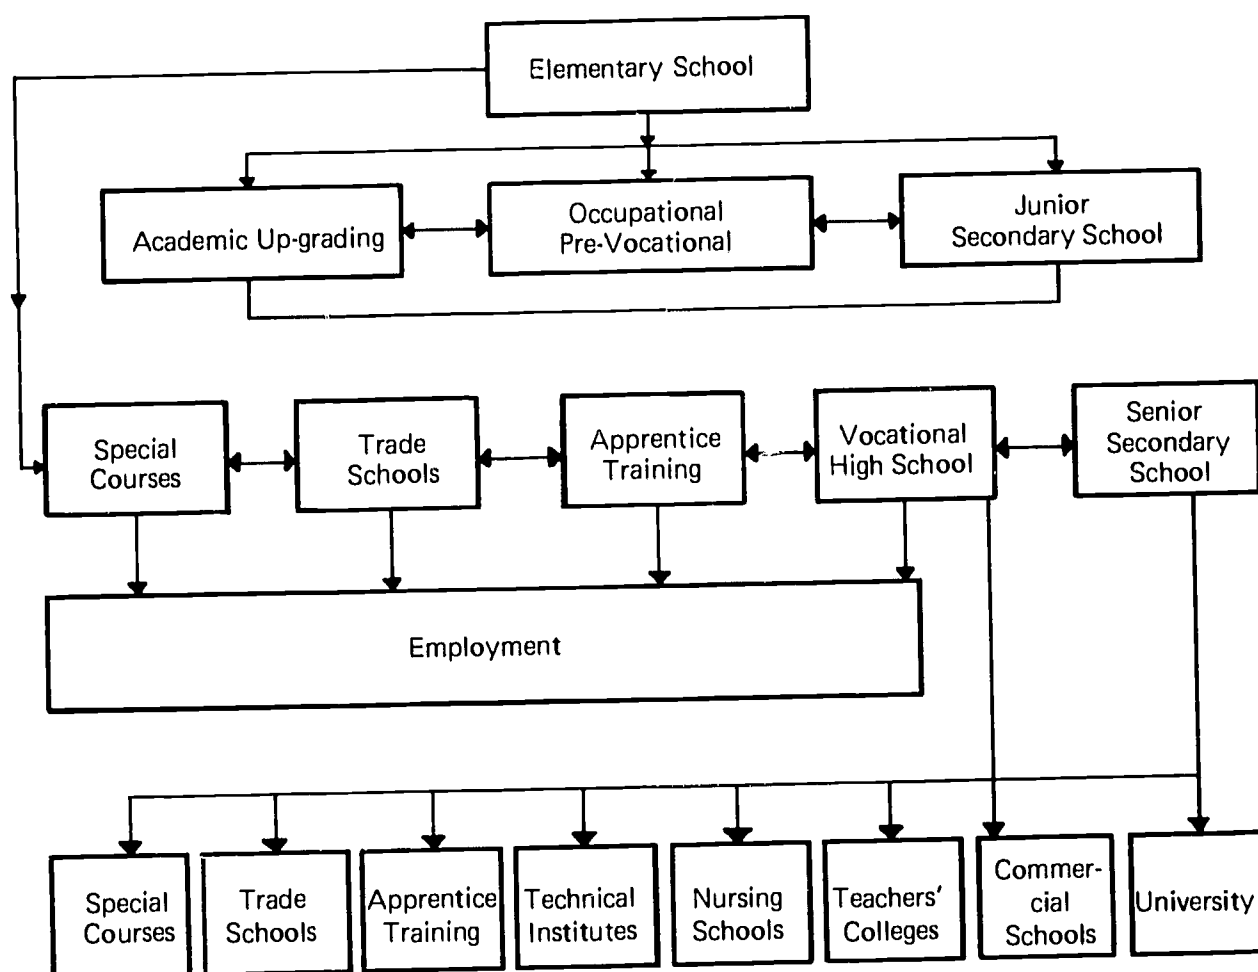 Elementary School
Academic Up-grading
Occupational
Pre-Vocational
Junior
Secondary School
Special
Courses
Trade
Schools
Apprentice
Training
Vocational
High School
Senior
Secondary
School
Employment
Special
Courses
Trade
Schools
Apprentice
Training
Technical
Institutes
Nursing
Schools
Teachers'
Colleges
Commer-
cial
Schools
University